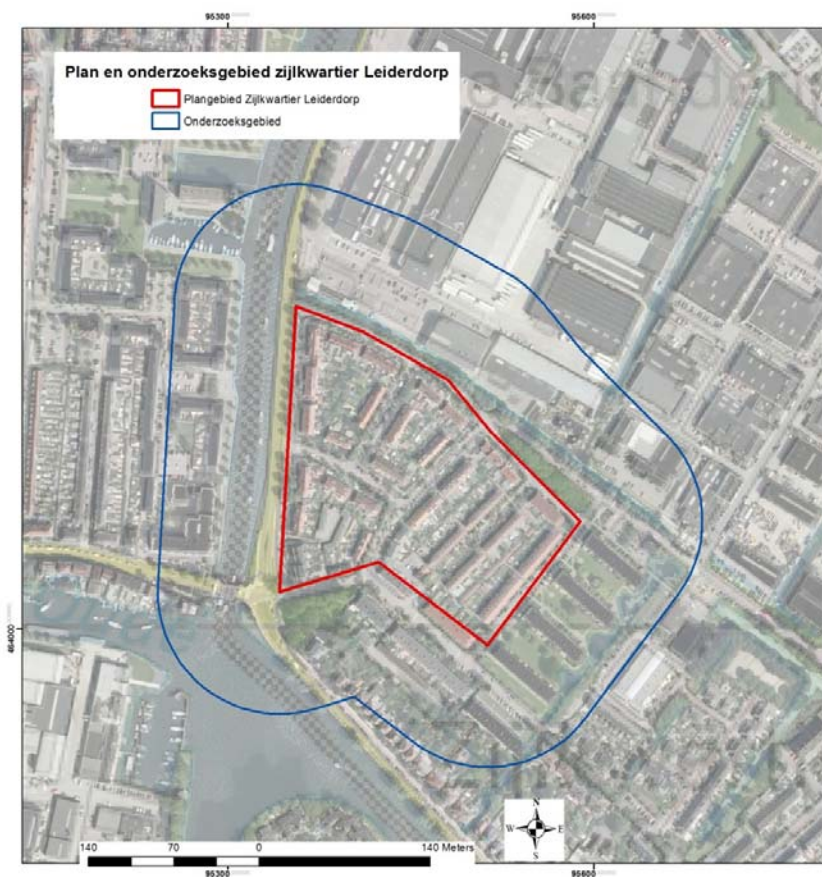 95300
95600
Plan en onderzoeksgebied zijlkwartier Leiderdorp
Plangebied Zijlkwartier Leiderdorp
Onderzoeksgebied
464000
N
W E
S
140 70 0 140 Meters
95300
95600